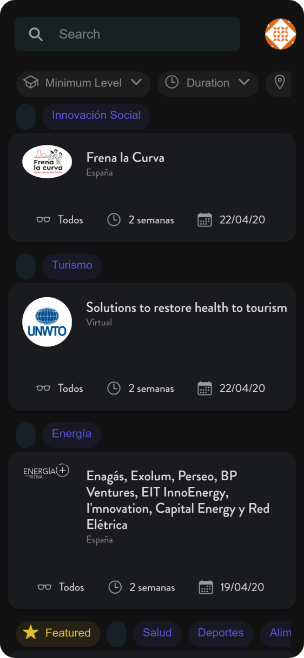 Search
Minimum Level
Duration
Innovación Social
Frena la Curva
España
Frena
la curva
Todos
2 semanas
22/04/20
Turismo
Solutions to restore health to tourism
Virtual
UNWTO
Todos
2 semanas
22/04/20
Energía
ENERGÍA
Enagás, Exolum, Perseo, BP
Ventures, EIT InnoEnergy,
I'mnovation, Capital Energy y Red
Elétrica
España
Todos
2 semanas
19/04/20
Featured
Salud
Deportes
Alim